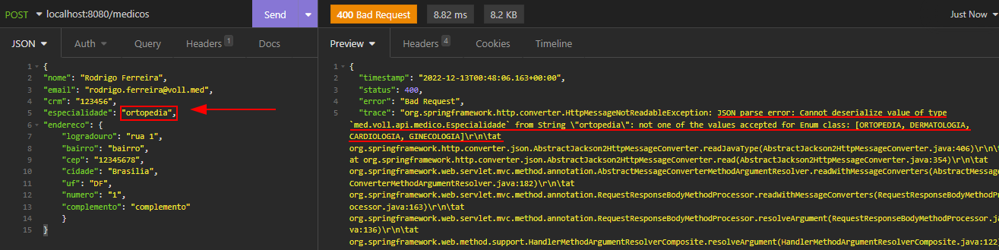 POST localhost:8080/medicos Send 400 Bad Request 8.82 ms 8.2 KB Just Now
JSON Auth Query Headers 1 Docs
1 {
2 "nome": "Rodrigo Ferreira",
3 "email": "rodrigo.ferreira@voll.med",
4 "crm": "123456",
5 "especialidade": "ortopedia",
6 "endereco": {
7 "logradouro": "rua 1",
8 "bairro": "bairro",
9 "cep": "12345678",
10 "cidade": "Brasilia",
11 "uf": "DF",
12 "numero": "1",
13 "complemento": "complemento"
14 }
15 }
Preview Headers 4 Cookies Timeline
1 {
2 "timestamp": "2022-12-13T00:48:06.163+00:00",
3 "status": 400,
4 "error": "Bad Request",
5 "trace": "org.springframework.http.converter.HttpMessageNotReadableException: JSON parse error: Cannot deserialize value of type
`med.voll.api.medico.Especialidade` from String \"ortopedia\": not one of the values accepted for Enum class: [ORTOPEDIA, DERMATOLOGIA,
CARDIOLOGIA, GINECOLOGIA]\r\n\tat
org.springframework.http.converter.json.AbstractJackson2HttpMessageConverter.readJavaType(AbstractJackson2HttpMessageConverter.java:406)\r\n\t
at org.springframework.http.converter.json.AbstractJackson2HttpMessageConverter.read(AbstractJackson2HttpMessageConverter.java:354)\r\n\tat
org.springframework.web.servlet.mvc.method.annotation.AbstractMessageConverterMethodArgumentResolver.readWithMessageConverters(AbstractMessage
ConverterMethodArgumentResolver.java:182)\r\n\tat
org.springframework.web.servlet.mvc.method.annotation.RequestResponseBodyMethodProcessor.readWithMessageConverters(RequestResponseBodyMethodPr
ocessor.java:163)\r\n\tat
org.springframework.web.servlet.mvc.method.annotation.RequestResponseBodyMethodProcessor.resolveArgument(RequestResponseBodyMethodProcessor.ja
va:136)\r\n\tat
org.springframework.web.method.support.HandlerMethodArgumentResolverComposite.resolveArgument(HandlerMethodArgumentResolverComposite.java:122